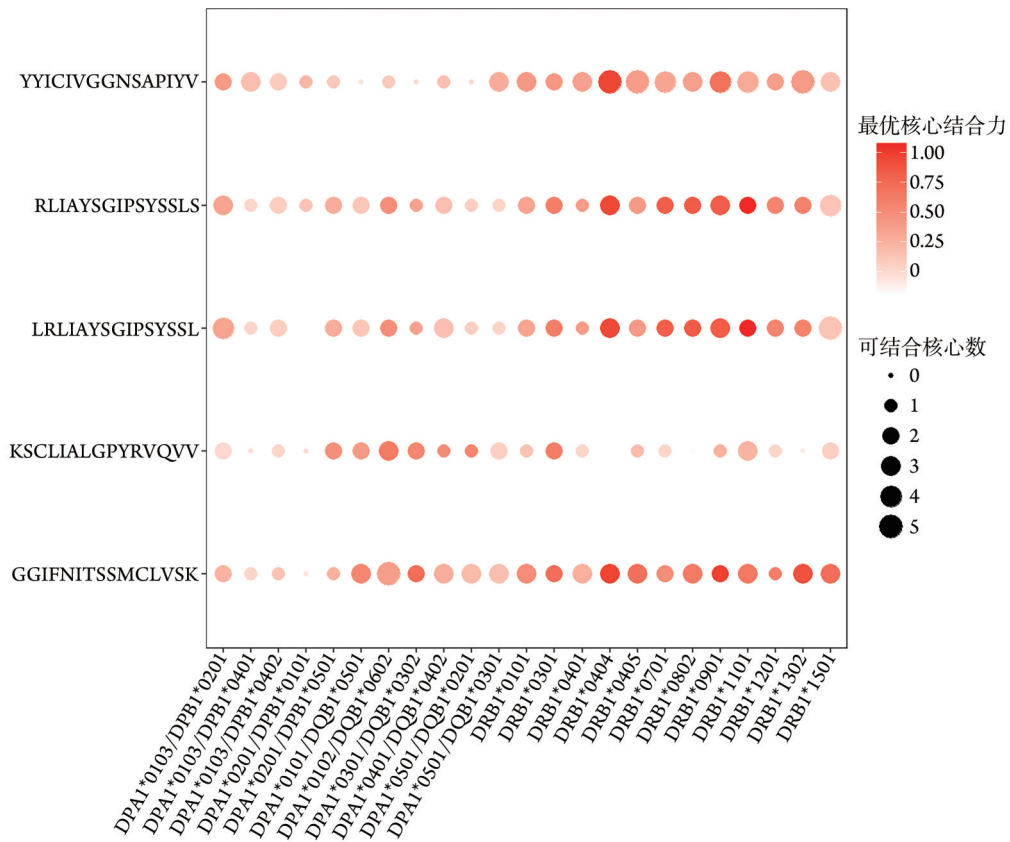 YYICIVGGNSAPIYV
RLIAYSGIPSYSSLS
LRLIAYSGIPSYSSL
KSCLIALGPYRVQVV
GGIFNITSSMCLVSK
DPA1*0103/DPB1*0201
DPA1*0103/DPB1*0401
DPA1*0103/DPB1*0402
DPA1*0201/DPB1*0101
DPA1*0201/DPB1*0501
DPA1*0101/DQB1*0501
DPA1*0102/DQB1*0602
DPA1*0301/DQB1*0302
DPA1*0401/DQB1*0402
DPA1*0501/DQB1*0201
DPA1*0501/DQB1*0301
DRB1*0101
DRB1*0301
DRB1*0401
DRB1*0404
DRB1*0405
DRB1*0701
DRB1*0802
DRB1*0901
DRB1*1101
DRB1*1201
DRB1*1302
DRB1*1501
最优核心结合力
1.00
0.75
0.50
0.25
0
可结合核心数
0
1
2
3
4
5